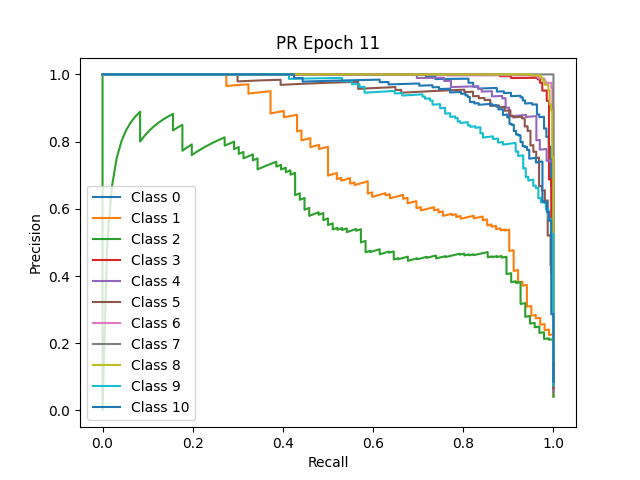 PR Epoch 11
Precision
1.0
0.8
0.6
0.4
0.2
0.0
Class 0
Class 1
Class 2
Class 3
Class 4
Class 5
Class 6
Class 7
Class 8
Class 9
Class 10
0.0 0.2 0.4 0.6 0.8 1.0
Recall